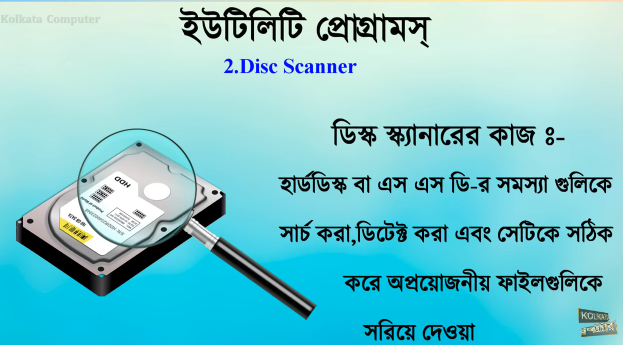 Kolkata Computer
ইউটিলিটি প্রোগ্রামস্
2.Disc Scanner
ডিস্ক স্ক্যানারের কাজ ঃ-
হার্ডডিস্ক বা এস এস ডি-র সমস্যা গুলিকে
সার্চ করা,ডিটেক্ট করা এবং সেটিকে সঠিক
করে অপ্রয়োজনীয় ফাইলগুলিকে
সরিয়ে দেওয়া
HDD
KOLKATA